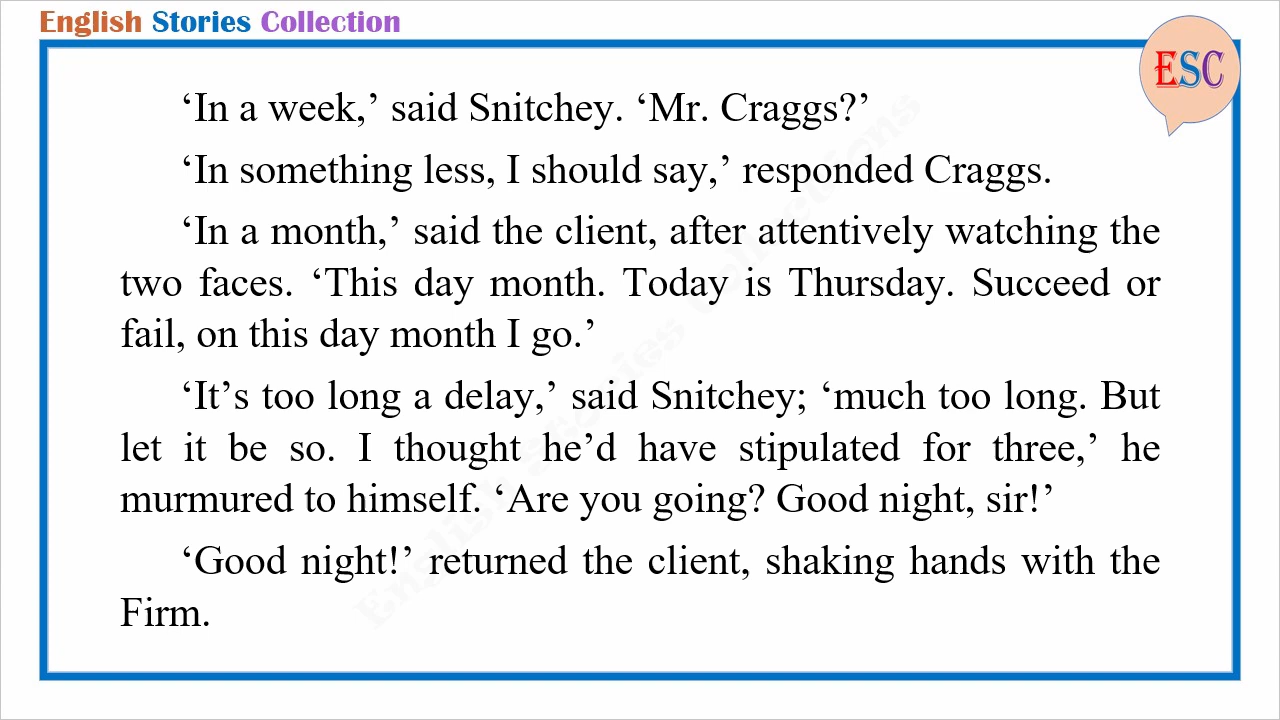 English Stories Collection
ESC
‘In a week,’ said Snitchey. ‘Mr. Craggs?’
‘In something less, I should say,’ responded Craggs.
‘In a month,’ said the client, after attentively watching the
two faces. ‘This day month. Today is Thursday. Succeed or
fail, on this day month I go.’
‘It’s too long a delay,’ said Snitchey; ‘much too long. But
let it be so. I thought he’d have stipulated for three,’ he
murmured to himself. ‘Are you going? Good night, sir!’
‘Good night!’ returned the client, shaking hands with the
Firm.
English Stories Collections